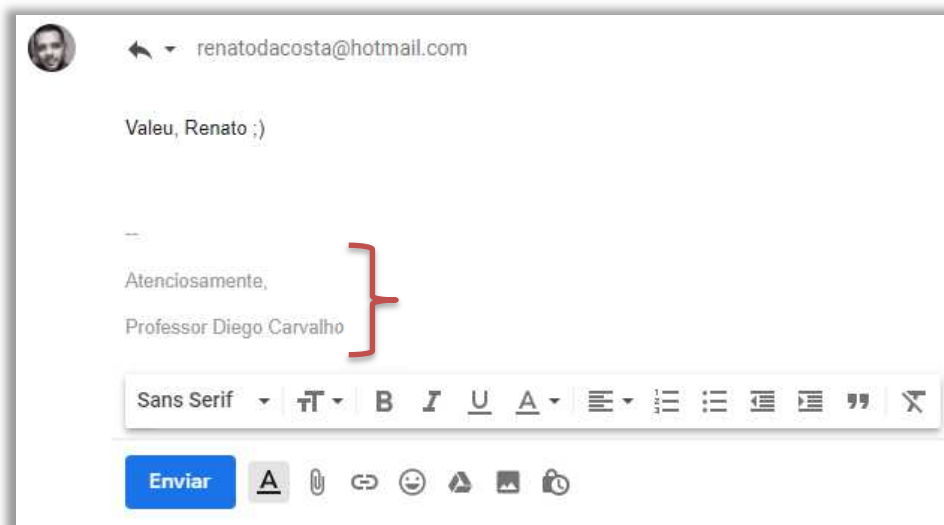 renatodacosta@hotmail.com
Valeu, Renato ;)
--
Atenciosamente,
Professor Diego Carvalho
Sans Serif
Enviar